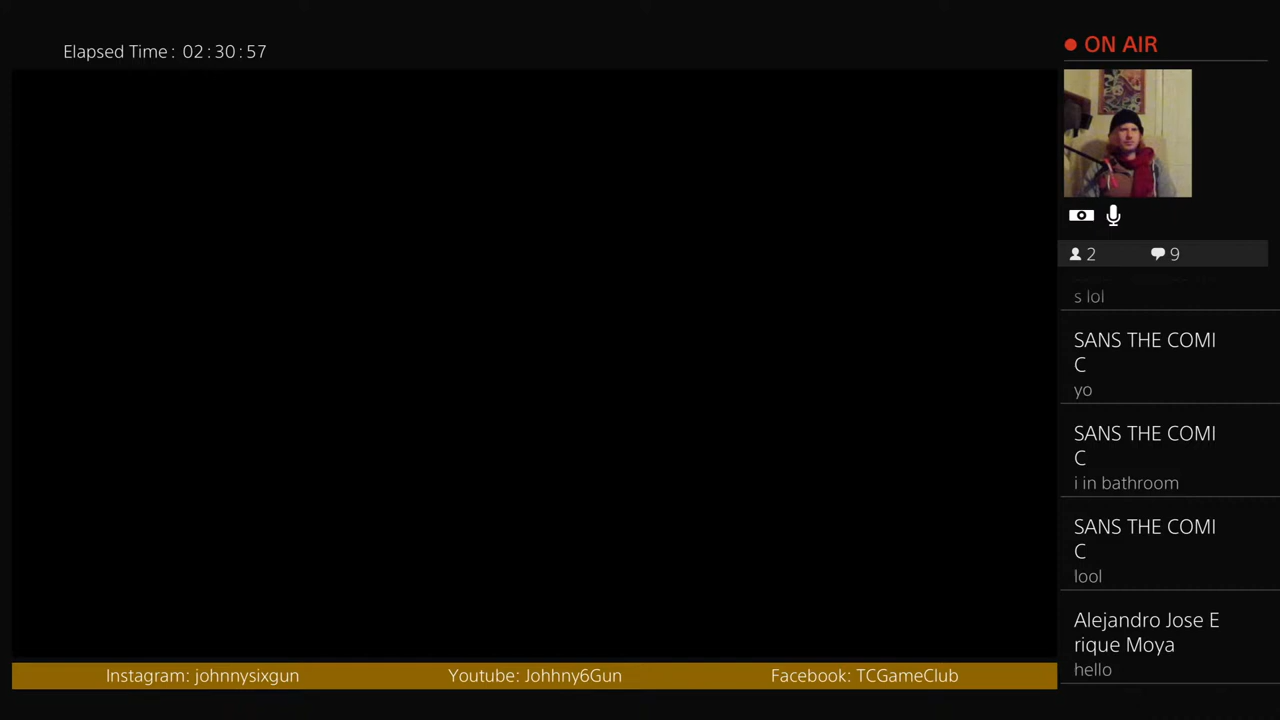 Elapsed Time: 02:30:57
ON AIR
2 9
s lol
SANS THE COMI
C
yo
SANS THE COMI
C
i in bathroom
SANS THE COMI
C
lool
Alejandro Jose E
rique Moya
hello
Instagram: johnnysixgun Youtube: Johhny6Gun Facebook: TCGameClub